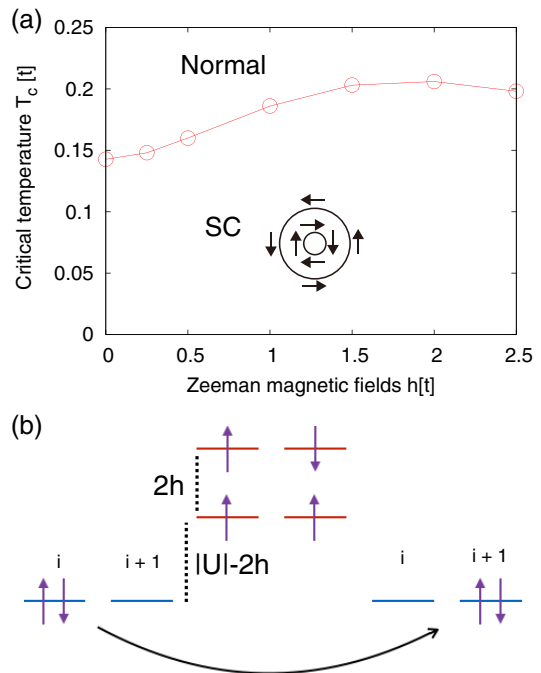 (a)
0.25
0.2
0.15
0.1
0.05
0
Critical temperature T_c [t]
Normal
SC
0 0.5 1 1.5 2 2.5
Zeeman magnetic fields h[t]
(b)
2h
|U|-2h
i i + 1 i i + 1